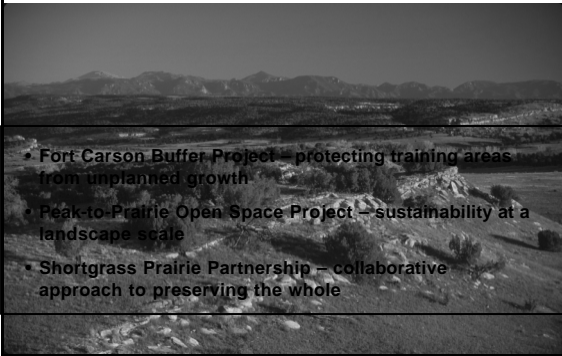 • Fort Carson Buffer Project – protecting training areas
from unplanned growth
• Peak-to-Prairie Open Space Project – sustainability at a
landscape scale
• Shortgrass Prairie Partnership – collaborative
approach to preserving the whole